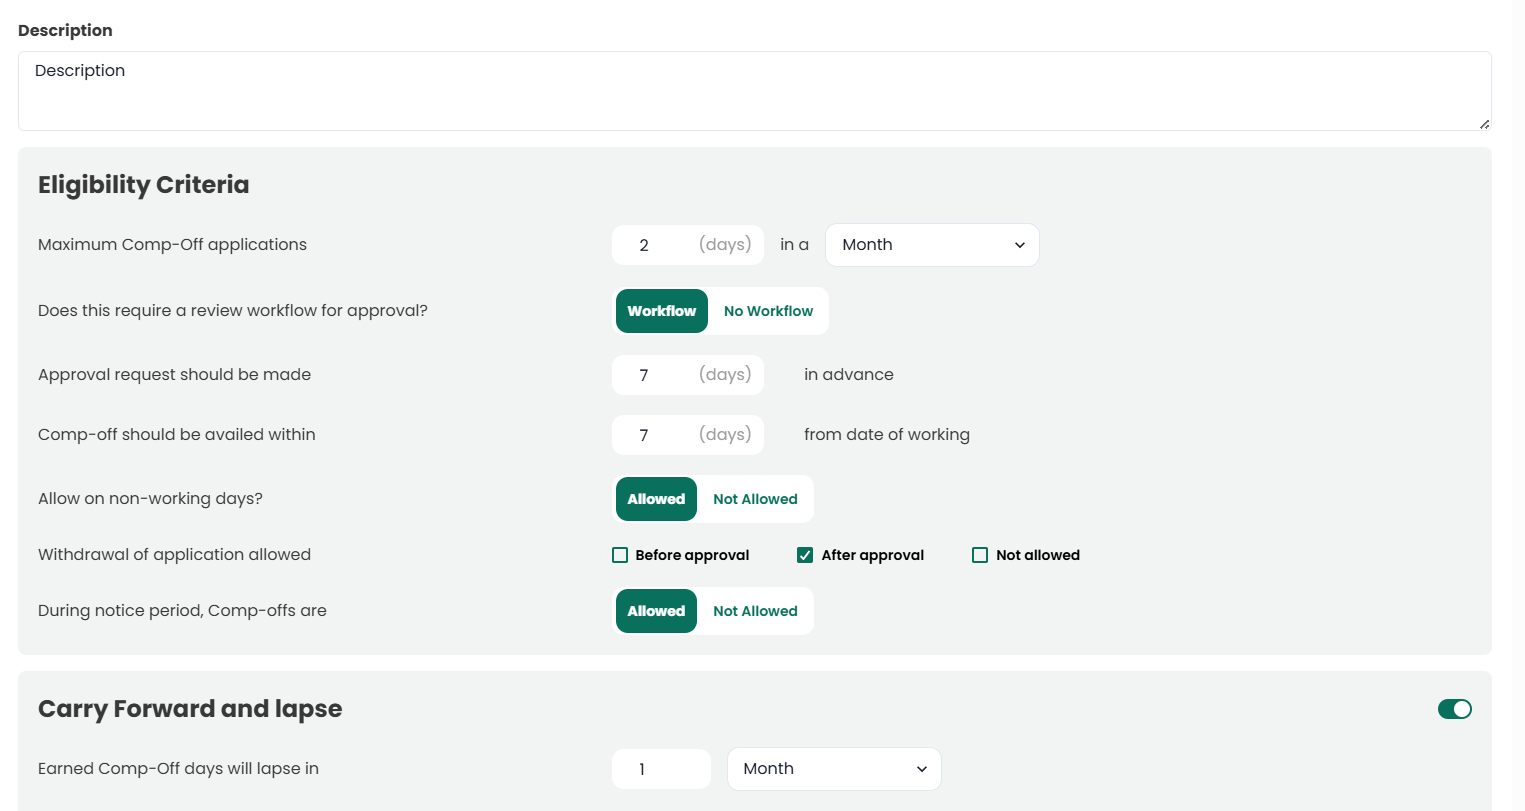 Description
Description
Eligibility Criteria
Maximum Comp-Off applications 2 (days) in a Month
Does this require a review workflow for approval? Workflow No Workflow
Approval request should be made 7 (days) in advance
Comp-off should be availed within 7 (days) from date of working
Allow on non-working days? Allowed Not Allowed
Withdrawal of application allowed Before approval After approval Not allowed
During notice period, Comp-offs are Allowed Not Allowed
Carry Forward and lapse
Earned Comp-Off days will lapse in 1 Month